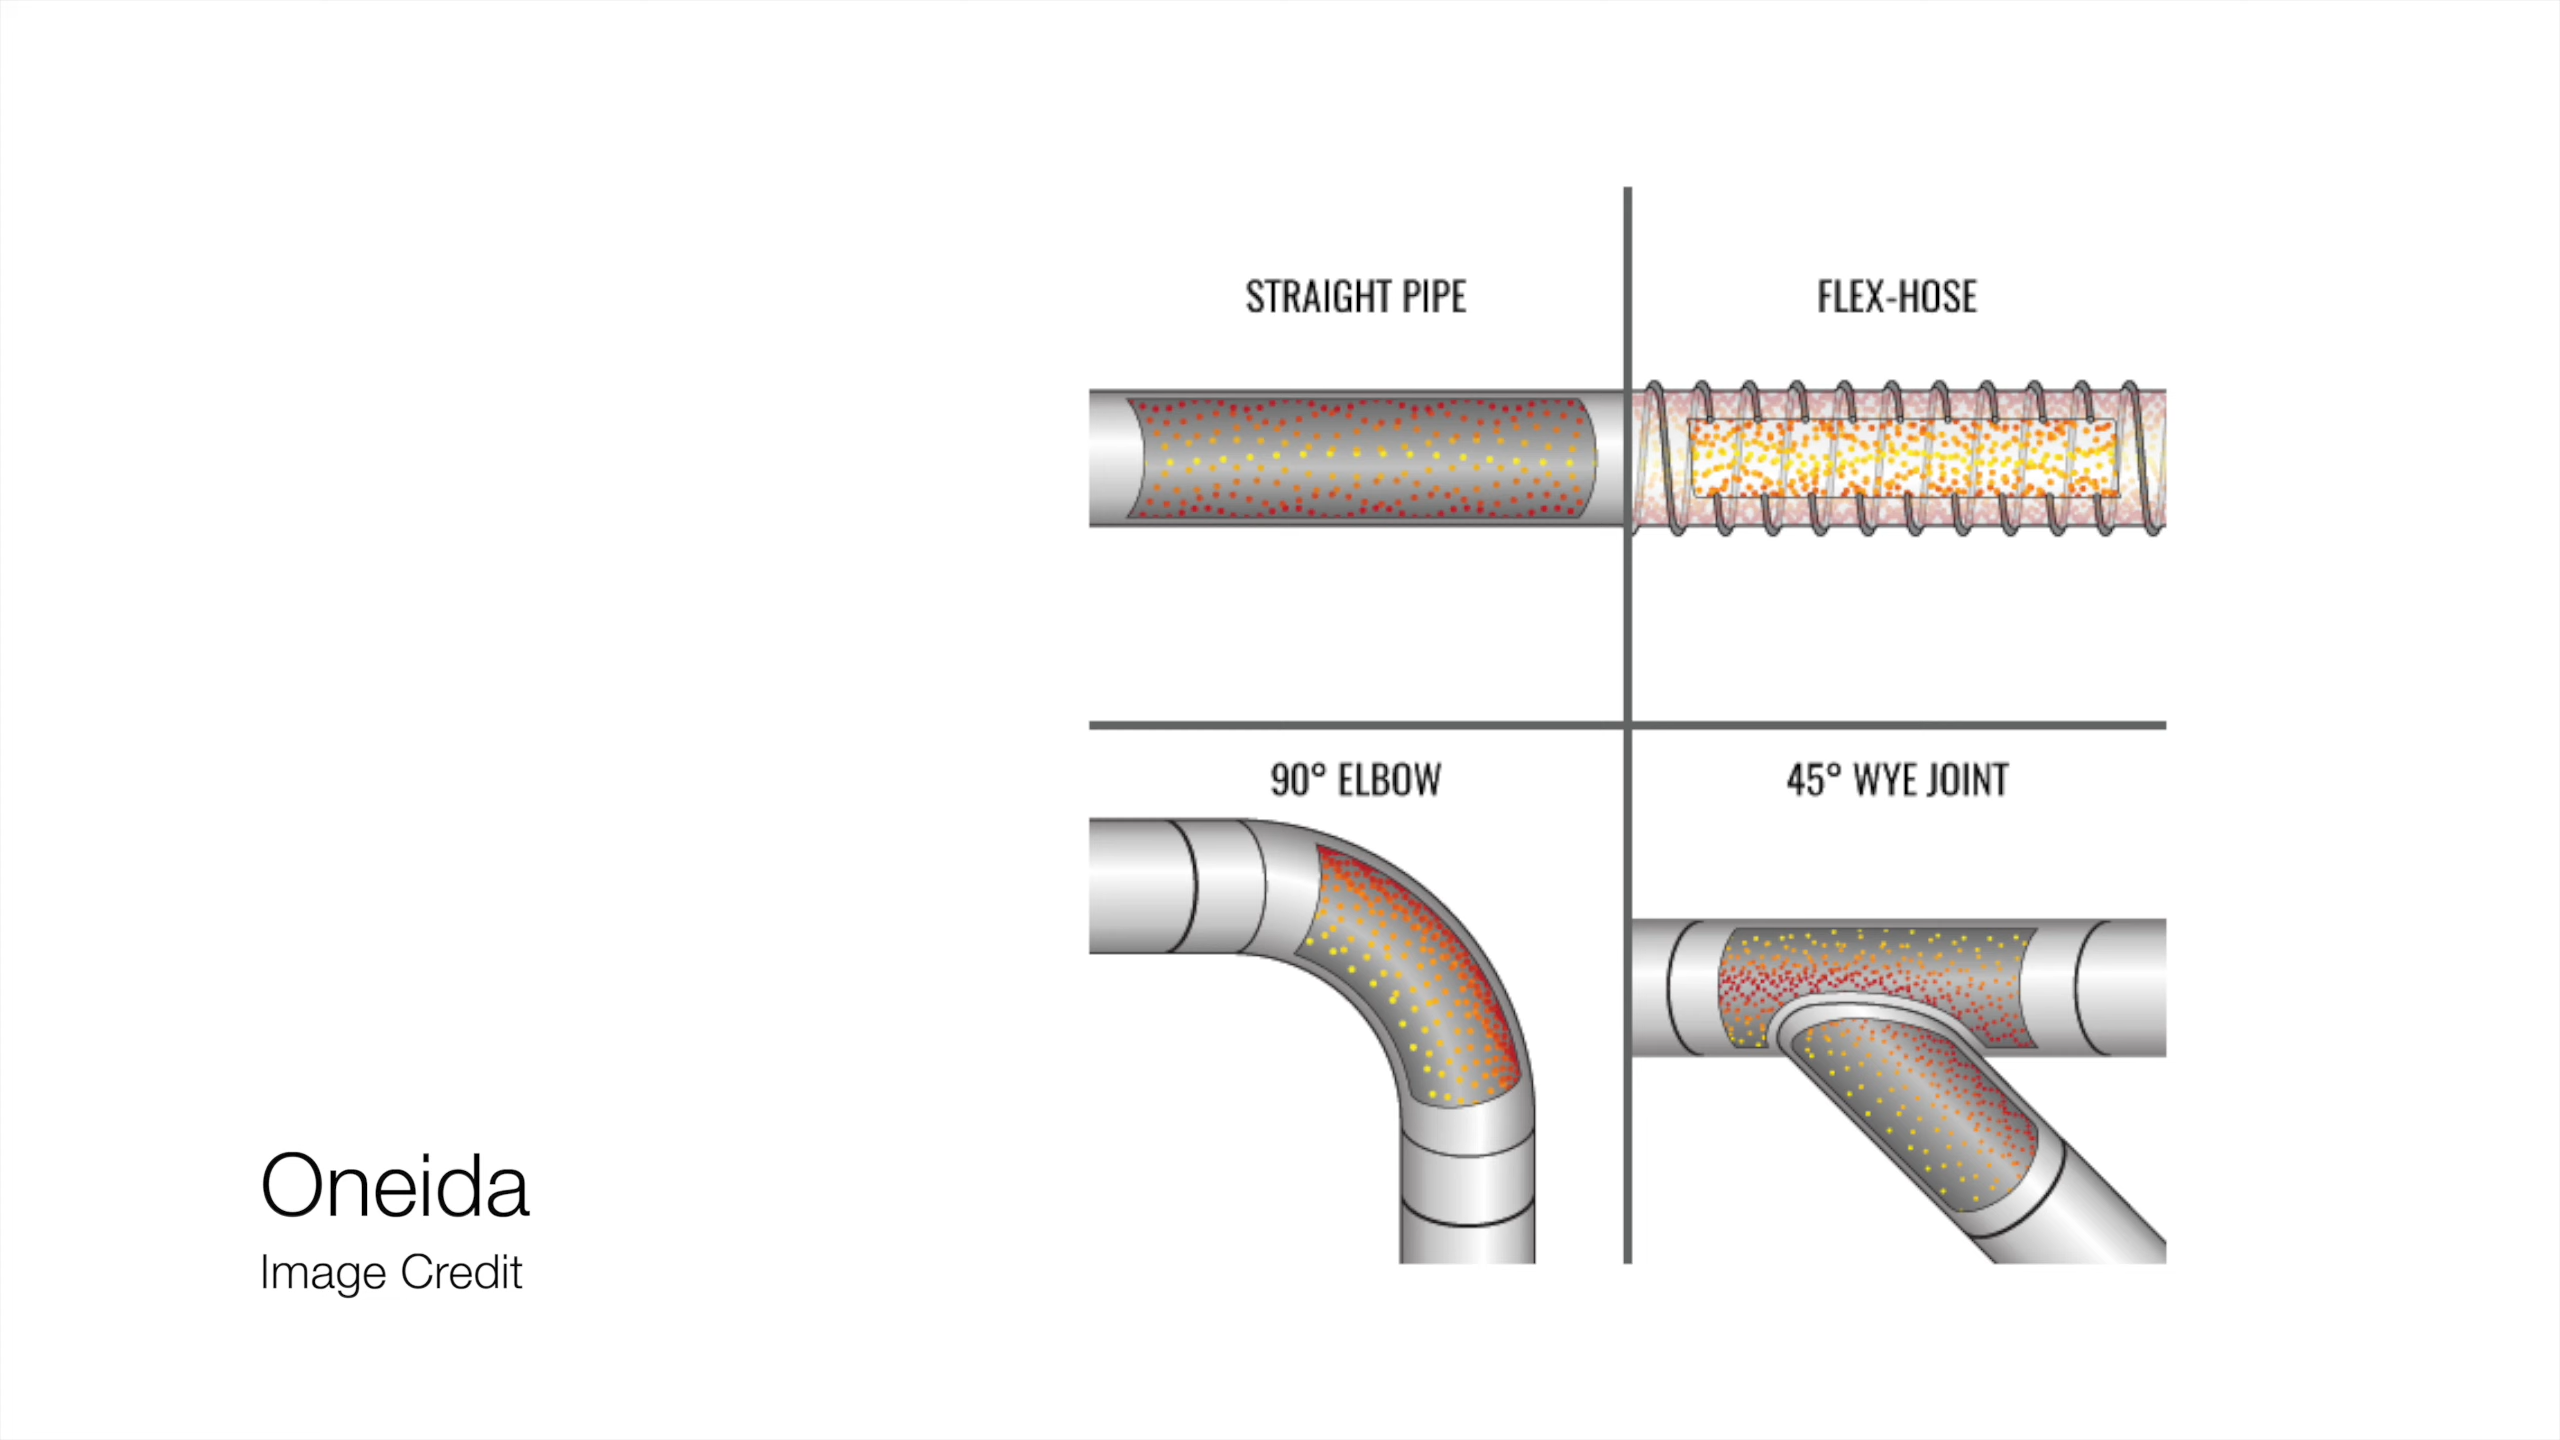 STRAIGHT PIPE
FLEX-HOSE
90° ELBOW
45° WYE JOINT
Oneida
Image Credit